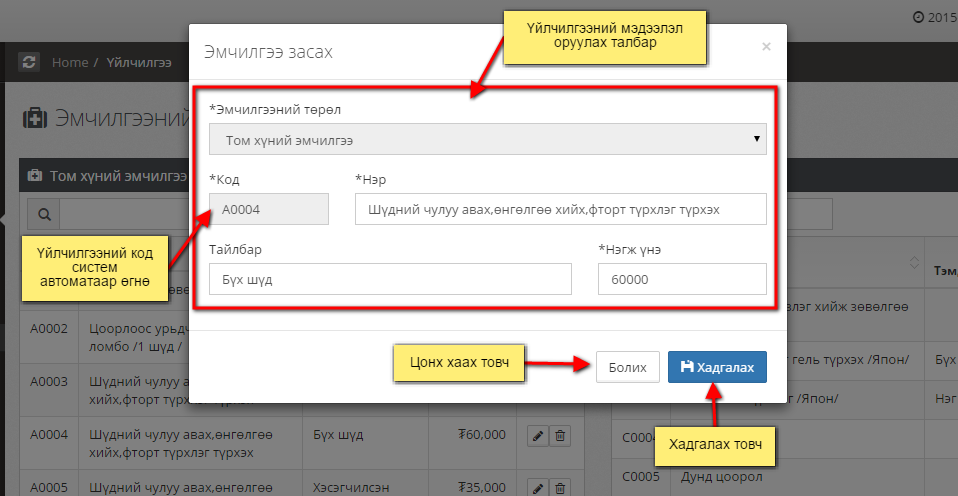 2015
Үйлчилгээний мэдээлэл
оруулах талбар
Эмчилгээ засах
×
Home / Үйлчилгээ
*Эмчилгээний төрөл
Эмчилгээний
Том хүний эмчилгээ
Том хүний эмчилгээ
*Код
*Нэр
A0004
Шүдний чулуу авах,өнгөлгөө хийх,фторт түрхлэг түрхэх
Үйлчилгээний код
систем
автоматаар өгнө
Тайлбар
*Нэгж үнэ
Бүх шүд
60000
Тэм
хийж зөвөлгөө
A0002
Цоорлоос урьдч
ломбо /1 шүд /
гель түрхэх /Япон/
Бүх
Цонх хаах товч
Болих
Хадгалах
A0003
Шүдний чулуу а
хийх,фторт түрх
/Япон/
Нэг
A0004
Шүдний чулуу авах,өнгөлгөө
хийх,фторт түрхлэг түрхэх
Бүх шүд
₮60,000
C0004
Хадгалах товч
A0005
Шүдний чулуу авах,өнгөлгөө
Хэсэгчилсэн
₮35,000
C0005
Дунд цоорол